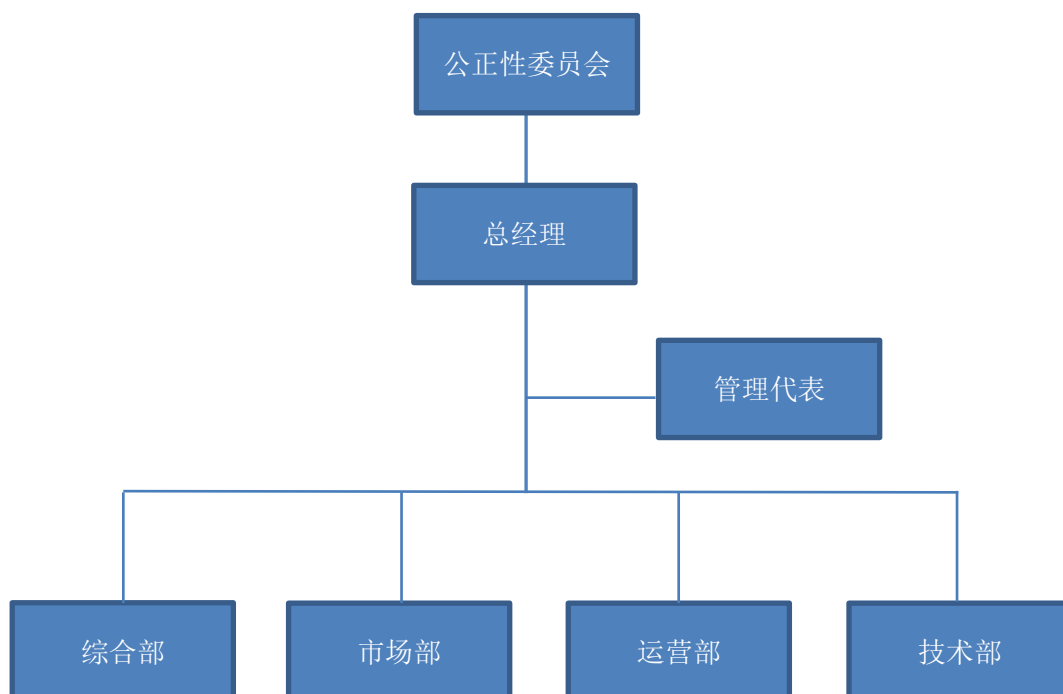 公正性委员会
总经理
管理代表
综合部
市场部
运营部
技术部